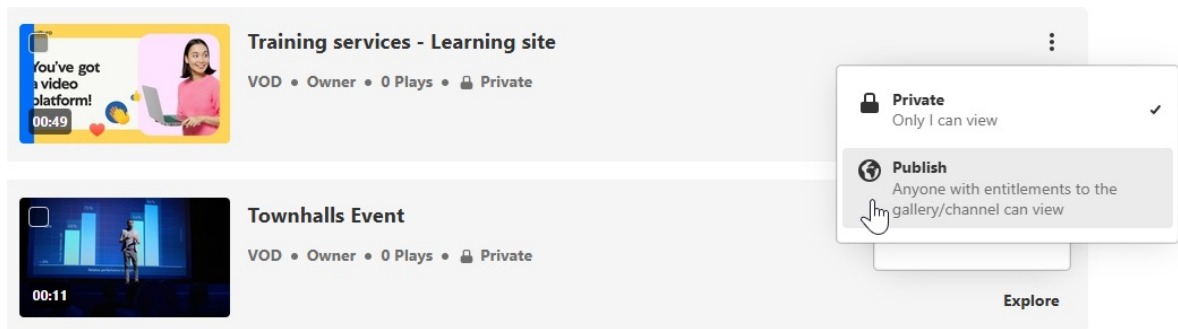 Training services - Learning site
VOD • Owner • 0 Plays • Private
You've got
a video
platform!
00:49
Private
Only I can view
Publish
Anyone with entitlements to the
gallery/channel can view
Townhalls Event
VOD • Owner • 0 Plays • Private
00:11
Explore